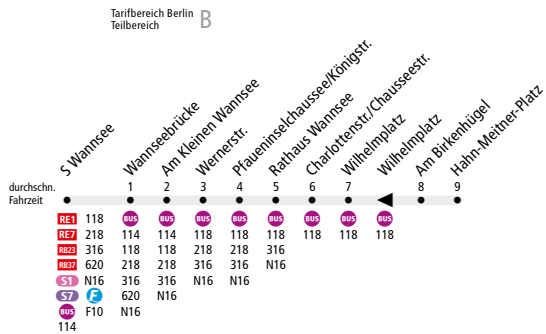 Tarifbereich Berlin
Teilbereich B
S Wannsee
Wannseebrücke
Am Kleinen Wannsee
Wernerstr.
Pfaueninselchaussee/Königstr.
Rathaus Wannsee
Charlottenstr./Chausseestr.
Wilhelmplatz
Wilhelmplatz
Am Birkenhügel
Hahn-Meitner-Platz
durchschn. 1 2 3 4 5 6 7 8 9
Fahrzeit
RE1 118 BUS BUS BUS BUS BUS BUS BUS BUS
RE7 218 114 114 118 118 118 118 118 118
RB23 316 118 118 218 218 316
RB37 620 218 218 316 316 N16
S1 N16 316 316 N16 N16
S7 F 620 N16
BUS F10 N16
114